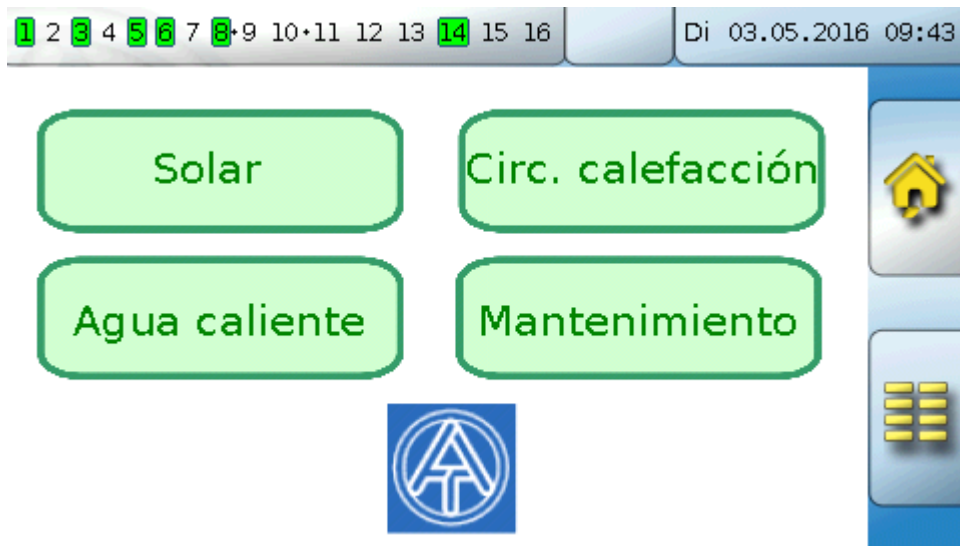 1 2 3 4 5 6 7 8+9 10+11 12 13 14 15 16 Di 03.05.2016 09:43
Solar Circ. calefacción
Agua caliente Mantenimiento
TA